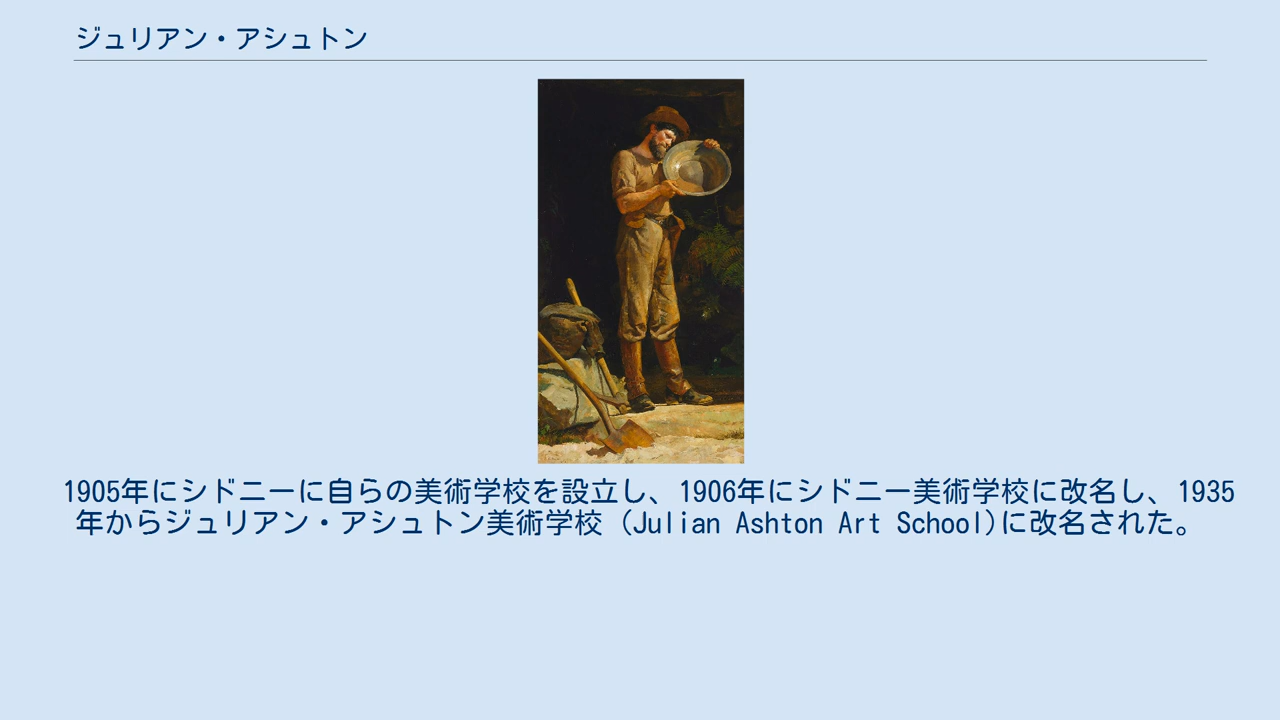 ジュリアン・アシュトン
1905年にシドニーに自らの美術学校を設立し、1906年にシドニー美術学校に改名し、1935
年からジュリアン・アシュトン美術学校 (Julian Ashton Art School)に改名された。